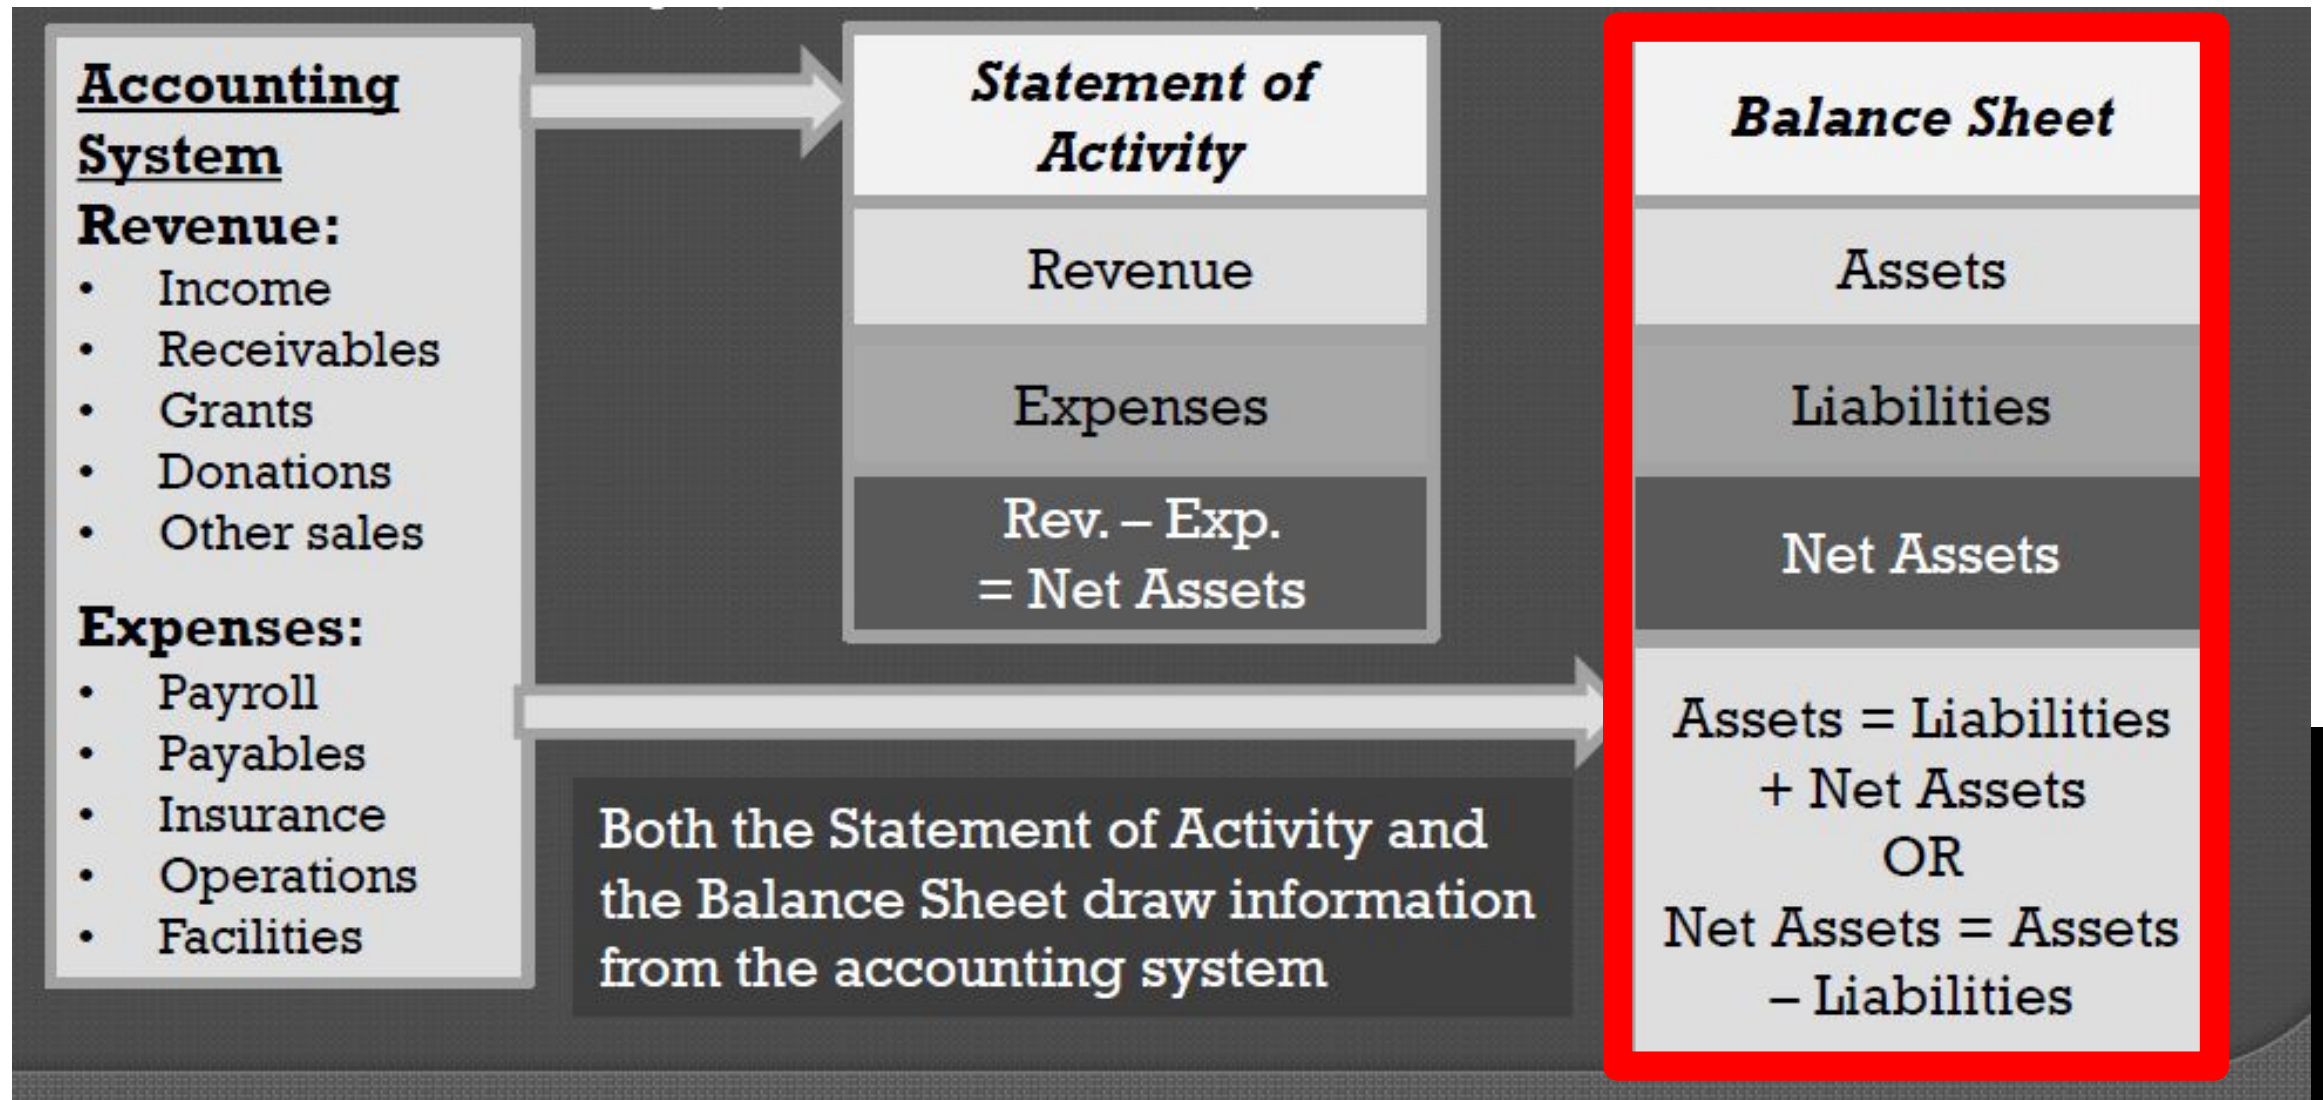 Accounting
System
Revenue:
• Income
• Receivables
• Grants
• Donations
• Other sales
Expenses:
• Payroll
• Payables
• Insurance
• Operations
• Facilities
Statement of
Activity
Revenue
Expenses
Rev. – Exp.
= Net Assets
Both the Statement of Activity and
the Balance Sheet draw information
from the accounting system
Balance Sheet
Assets
Liabilities
Net Assets
Assets = Liabilities
+ Net Assets
OR
Net Assets = Assets
– Liabilities